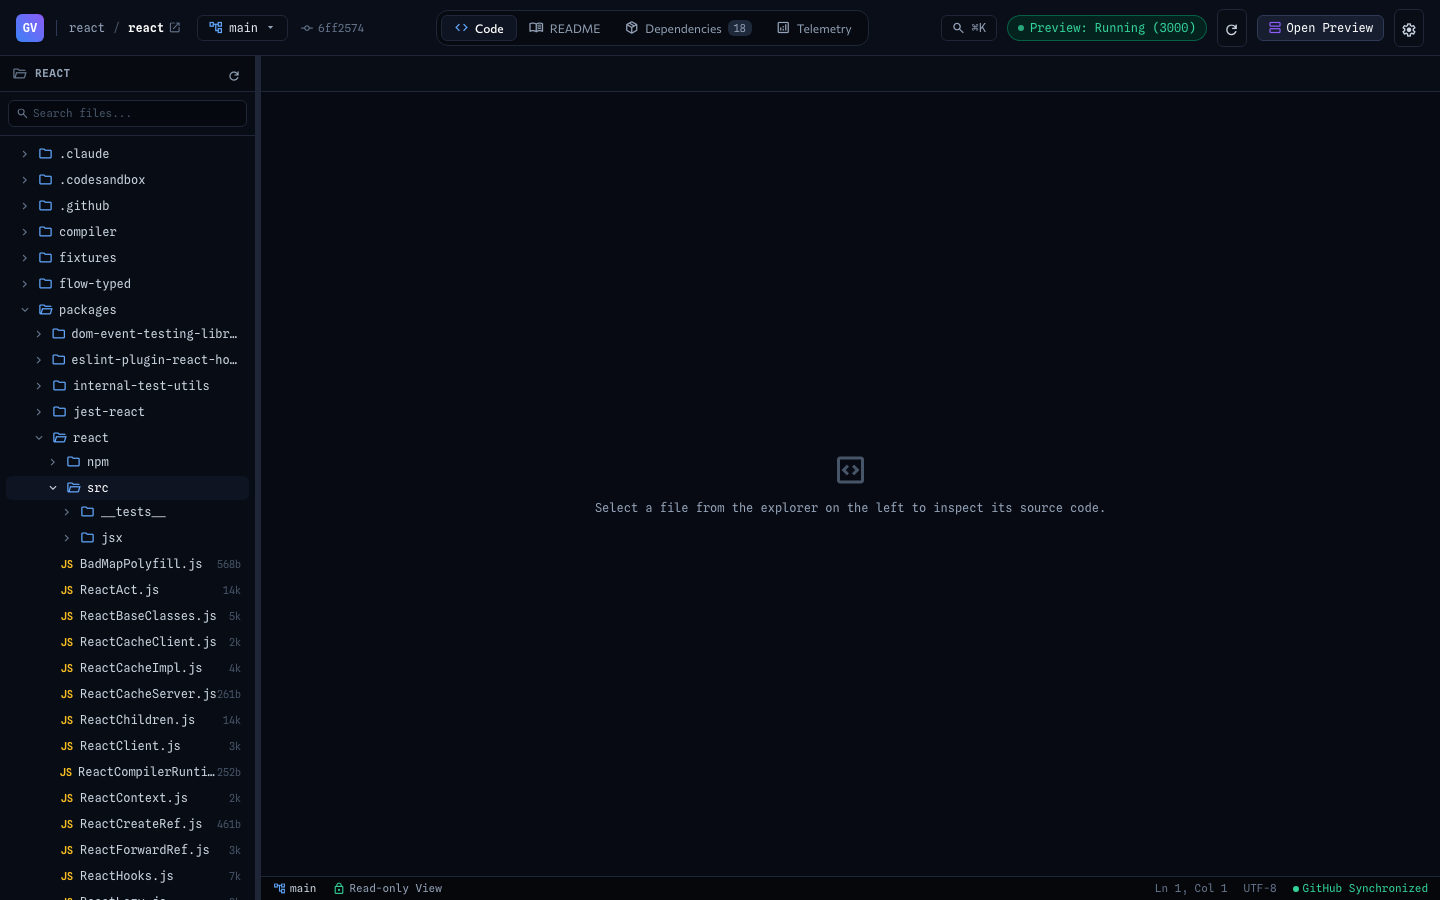 GV react / react main 6ff2574 Code README Dependencies 18 Telemetry ⌘K Preview: Running (3000) Open Preview
REACT
Search files...
.claude
.codesandbox
.github
compiler
fixtures
flow-typed
packages
dom-event-testing-libr…
eslint-plugin-react-ho…
internal-test-utils
jest-react
react
npm
src
__tests__
jsx
JS BadMapPolyfill.js 568b
JS ReactAct.js 14k
JS ReactBaseClasses.js 5k
JS ReactCacheClient.js 2k
JS ReactCacheImpl.js 4k
JS ReactCacheServer.js 261b
JS ReactChildren.js 14k
JS ReactClient.js 3k
JS ReactCompilerRunti… 252b
JS ReactContext.js 2k
JS ReactCreateRef.js 461b
JS ReactForwardRef.js 3k
JS ReactHooks.js 7k
Select a file from the explorer on the left to inspect its source code.
main Read-only View Ln 1, Col 1 UTF-8 GitHub Synchronized